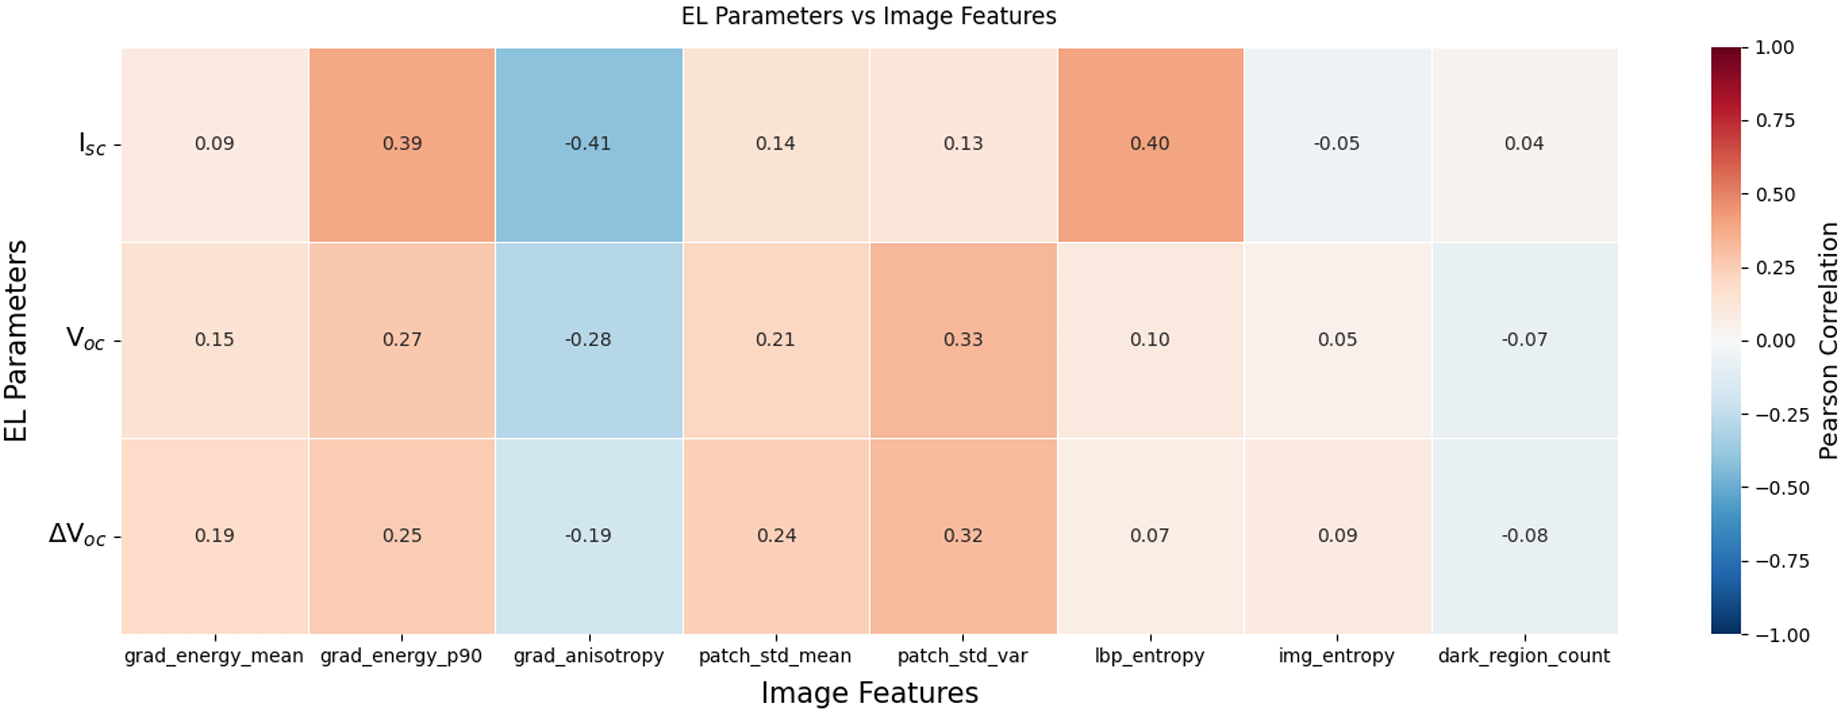 EL Parameters vs Image Features
EL Parameters
I_sc 0.09 0.39 -0.41 0.14 0.13 0.40 -0.05 0.04
V_oc 0.15 0.27 -0.28 0.21 0.33 0.10 0.05 -0.07
ΔV_oc 0.19 0.25 -0.19 0.24 0.32 0.07 0.09 -0.08
grad_energy_mean grad_energy_p90 grad_anisotropy patch_std_mean patch_std_var lbp_entropy img_entropy dark_region_count
Image Features
1.00
0.75
0.50
0.25
0.00
−0.25
−0.50
−0.75
−1.00
Pearson Correlation